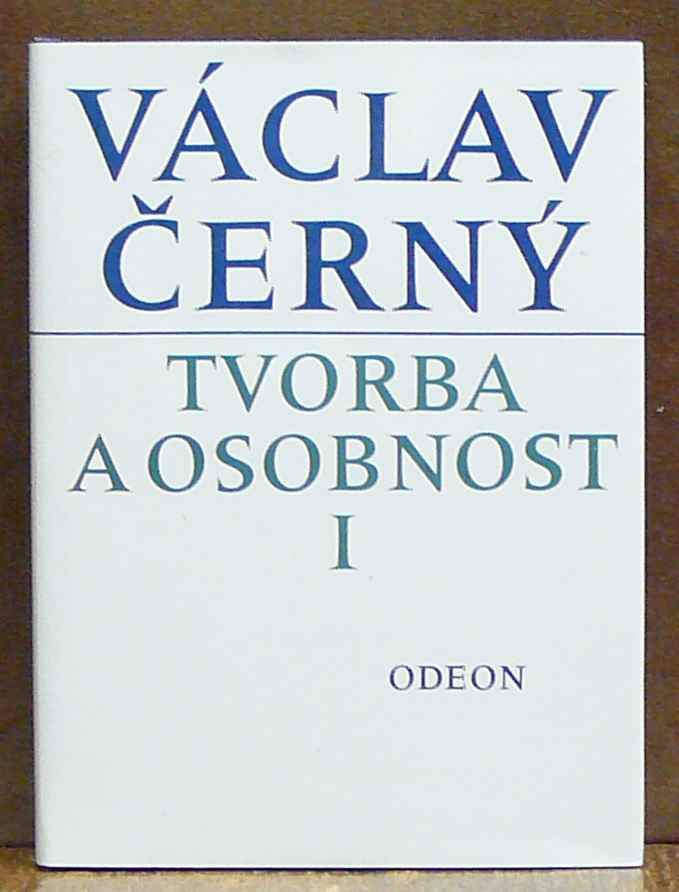 VÁCLAV
ČERNÝ
TVORBA
A OSOBNOST
I
ODEON